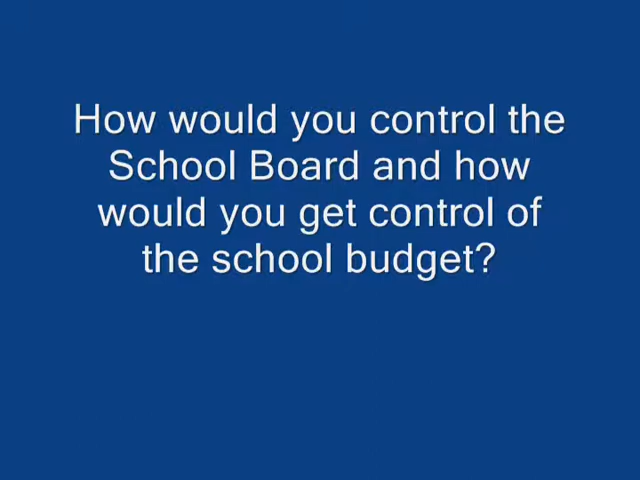 How would you control the
School Board and how
would you get control of
the school budget?